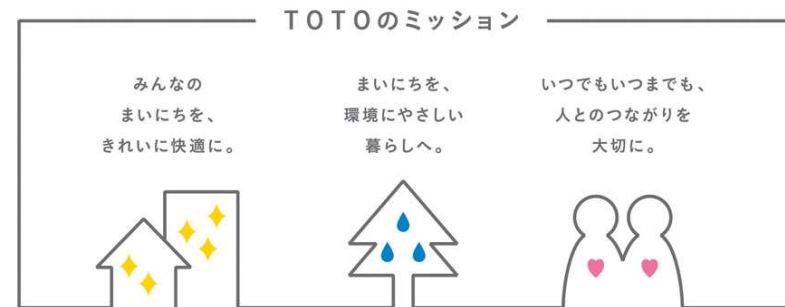 TOTOのミッション
みんなの
まいにちを、
きれいに快適に。
まいにちを、
環境にやさしい
暮らしへ。
いつでもいつまでも、
人とのつながりを
大切に。